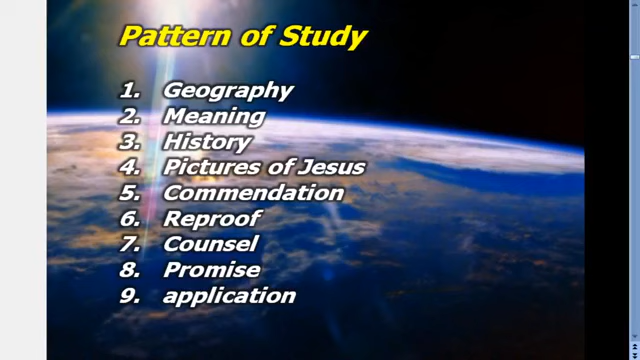 Pattern of Study
1. Geography
2. Meaning
3. History
4. Pictures of Jesus
5. Commendation
6. Reproof
7. Counsel
8. Promise
9. application